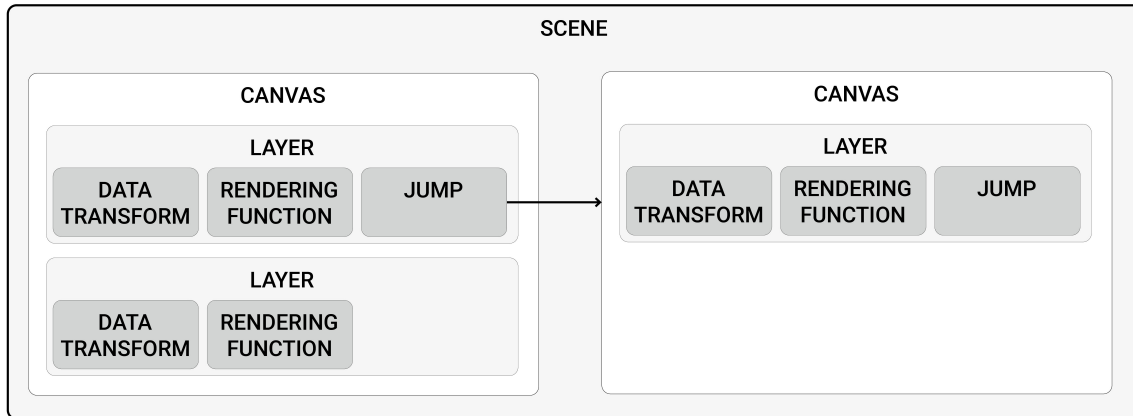 SCENE
CANVAS
LAYER
DATA
TRANSFORM
RENDERING
FUNCTION
JUMP
LAYER
DATA
TRANSFORM
RENDERING
FUNCTION
CANVAS
LAYER
DATA
TRANSFORM
RENDERING
FUNCTION
JUMP